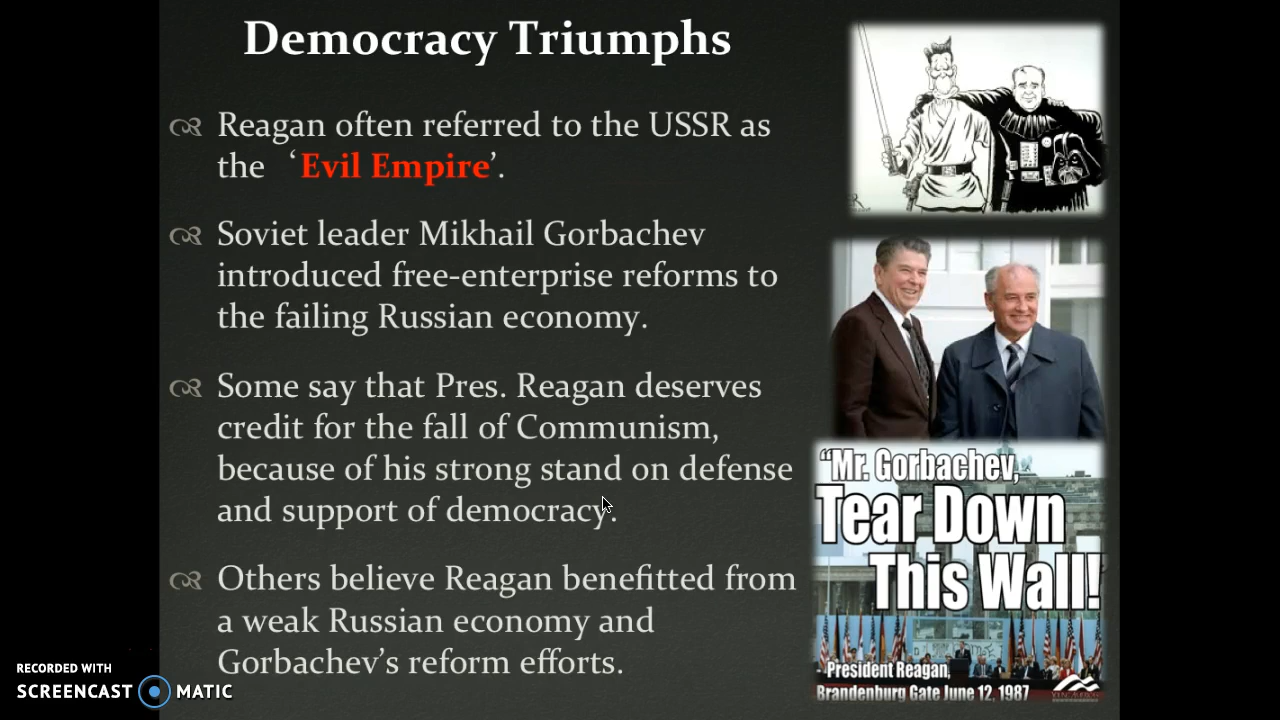 Democracy Triumphs
Reagan often referred to the USSR as
the ‘Evil Empire’.
Soviet leader Mikhail Gorbachev
introduced free-enterprise reforms to
the failing Russian economy.
Some say that Pres. Reagan deserves
credit for the fall of Communism,
because of his strong stand on defense
and support of democracy.
Others believe Reagan benefitted from
a weak Russian economy and
Gorbachev’s reform efforts.
“Mr. Gorbachev,
Tear Down
This Wall!
President Reagan,
Brandenburg Gate June 12, 1987
RECORDED WITH
SCREENCAST MATIC